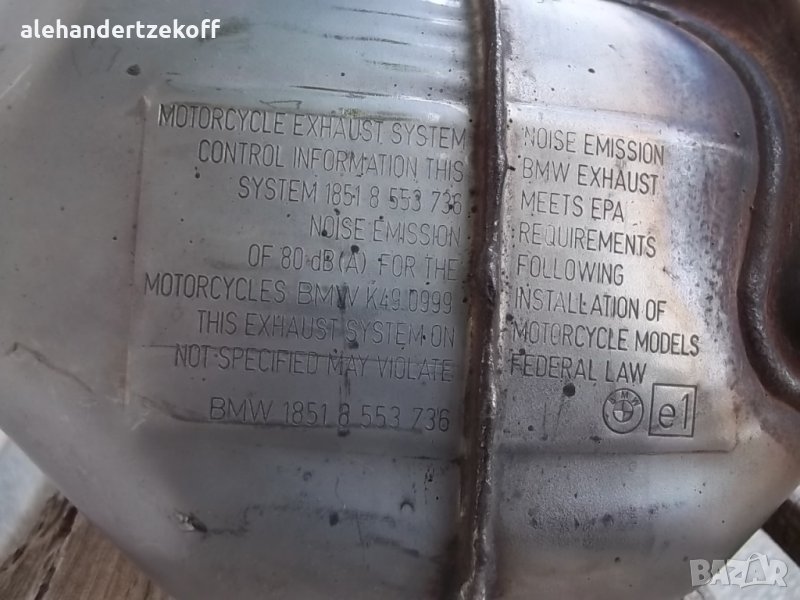 alehandertzekoff
MOTORCYCLE EXHAUST SYSTEM NOISE EMISSION
CONTROL INFORMATION THIS BMW EXHAUST
SYSTEM 1851 8 553 736 MEETS EPA
NOISE EMISSION REQUIREMENTS
OF 80 dB(A) FOR THE FOLLOWING
MOTORCYCLES BMW K49 0999 INSTALLATION OF
THIS EXHAUST SYSTEM ON MOTORCYCLE MODELS
NOT SPECIFIED MAY VIOLATE FEDERAL LAW
BMW 1851 8 553 736 BMW e1
BAZAR